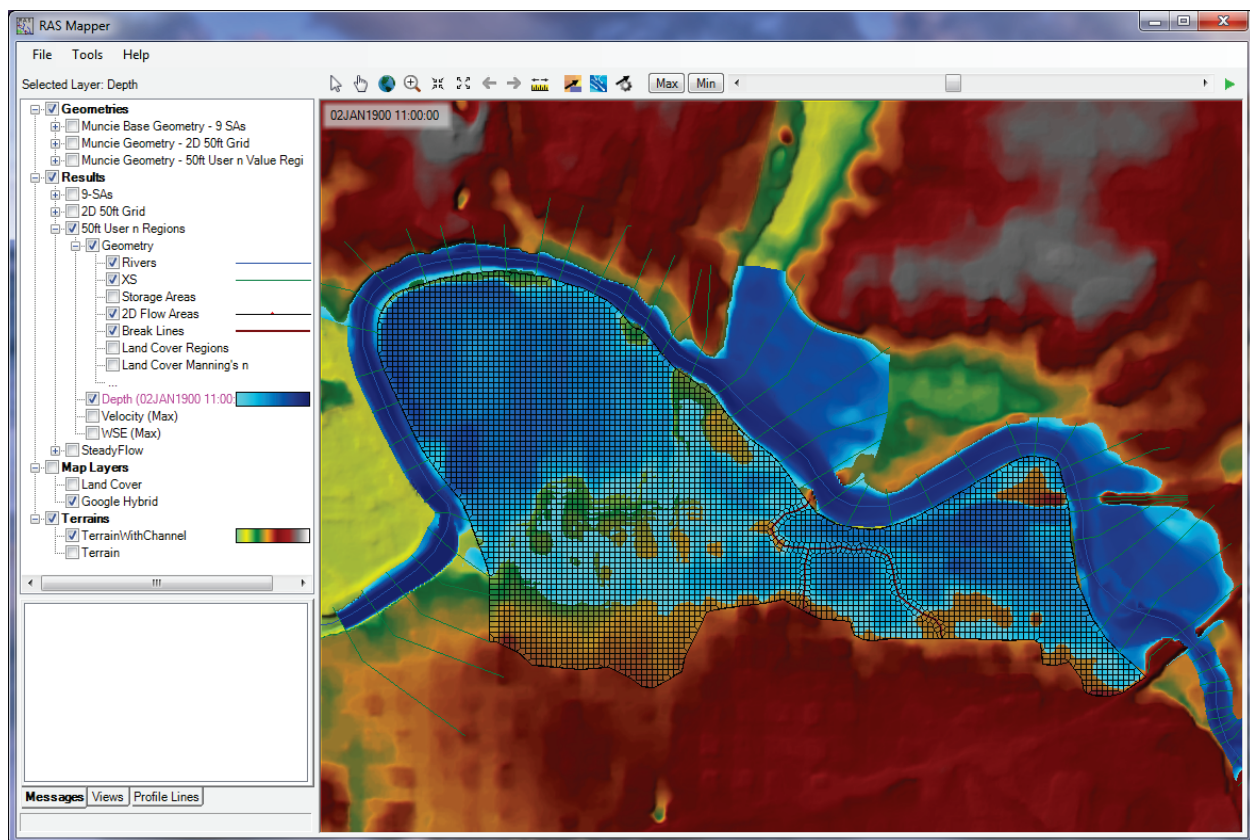 RAS Mapper
File Tools Help
Selected Layer: Depth
Max Min
Geometries
Muncie Base Geometry - 9 SAs
Muncie Geometry - 2D 50ft Grid
Muncie Geometry - 50ft User n Value Regi
Results
9-SAs
2D 50ft Grid
50ft User n Regions
Geometry
Rivers
XS
Storage Areas
2D Flow Areas
Break Lines
Land Cover Regions
Land Cover Manning's n
...
Depth (02JAN1900 11:00:
Velocity (Max)
WSE (Max)
SteadyFlow
Map Layers
Land Cover
Google Hybrid
Terrains
TerrainWithChannel
Terrain
Messages Views Profile Lines
02JAN1900 11:00:00